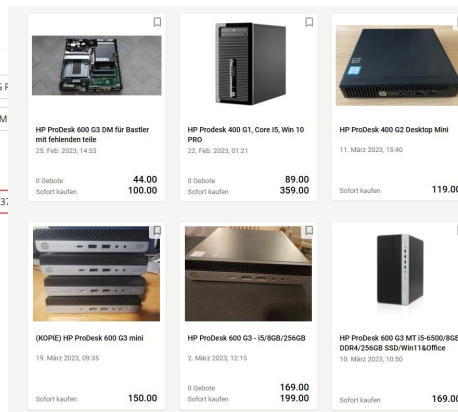 HP ProDesk 600 G3 DM für Bastler
mit fehlenden teile
25. Feb. 2023, 14:53
0 Gebote 44.00
Sofort kaufen 100.00
HP Prodesk 400 G1, Core I5, Win 10
PRO
22. Feb. 2023, 01:21
0 Gebote 89.00
Sofort kaufen 359.00
HP ProDesk 400 G2 Desktop Mini
11. März 2023, 15:40
Sofort kaufen 119.00
(KOPIE) HP ProDesk 600 G3 mini
19. März 2023, 09:35
Sofort kaufen 150.00
HP ProDesk 600 G3 - i5/8GB/256GB
2. März 2023, 12:15
0 Gebote 169.00
Sofort kaufen 199.00
HP ProDesk 600 G3 MT i5-6500/8GB
DDR4/256GB SSD/Win11&Office
10. März 2023, 10:50
Sofort kaufen 169.00